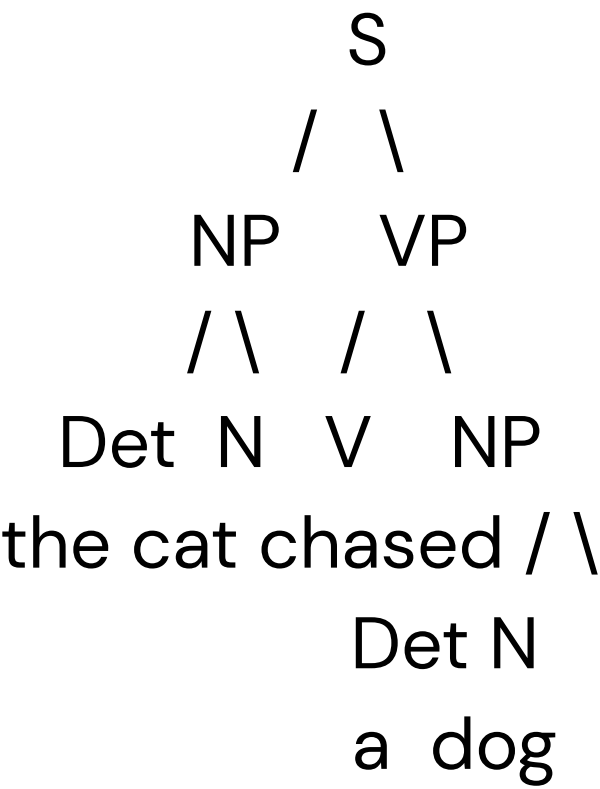 S
/ \
NP VP
/ \ / \
Det N V NP
the cat chased / \
Det N
a dog